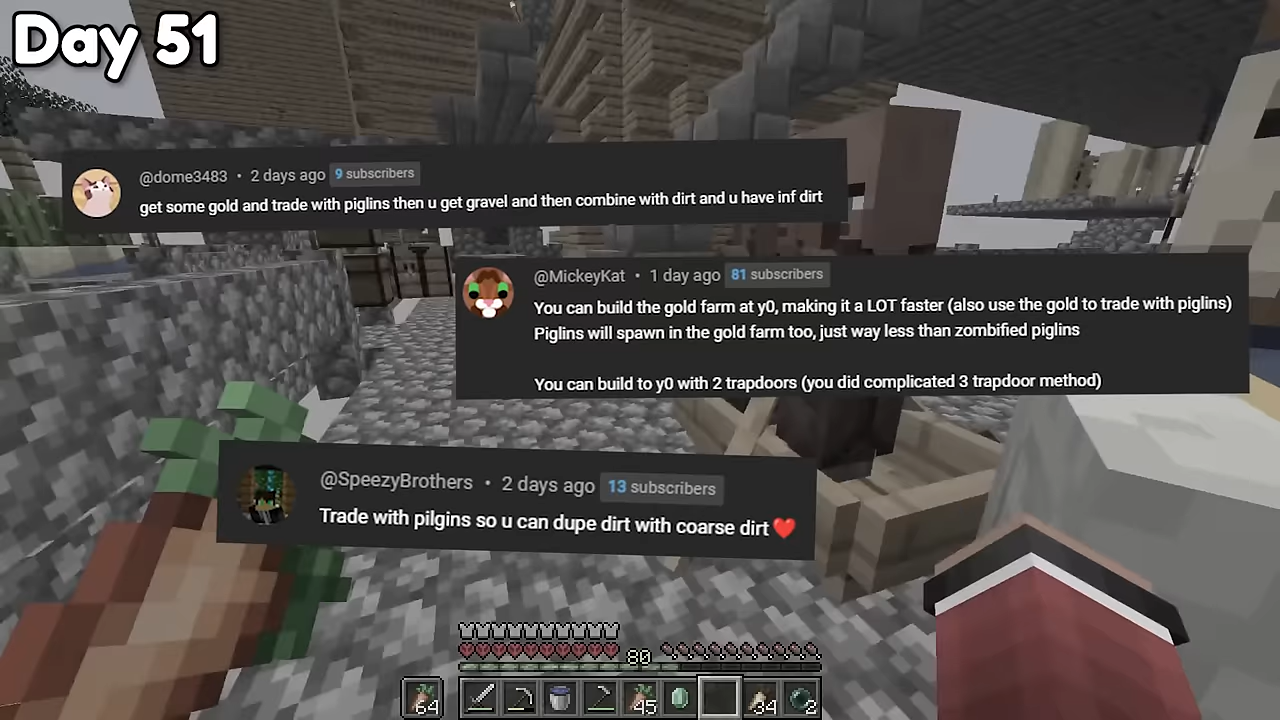 Day 51
@dome3483 • 2 days ago 9 subscribers
get some gold and trade with piglins then u get gravel and then combine with dirt and u have inf dirt
@MickeyKat • 1 day ago 81 subscribers
You can build the gold farm at y0, making it a LOT faster (also use the gold to trade with piglins)
Piglins will spawn in the gold farm too, just way less than zombified piglins
You can build to y0 with 2 trapdoors (you did complicated 3 trapdoor method)
@SpeezyBrothers • 2 days ago 13 subscribers
Trade with pilgins so u can dupe dirt with coarse dirt❤️
80
64 45 34 2